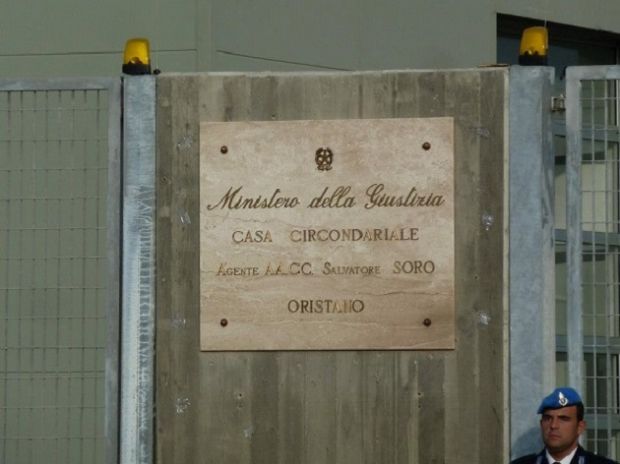 Ministero della Giustizia
CASA CIRCONDARIALE
AGENTE AA.CC. SALVATORE SORO
ORISTANO